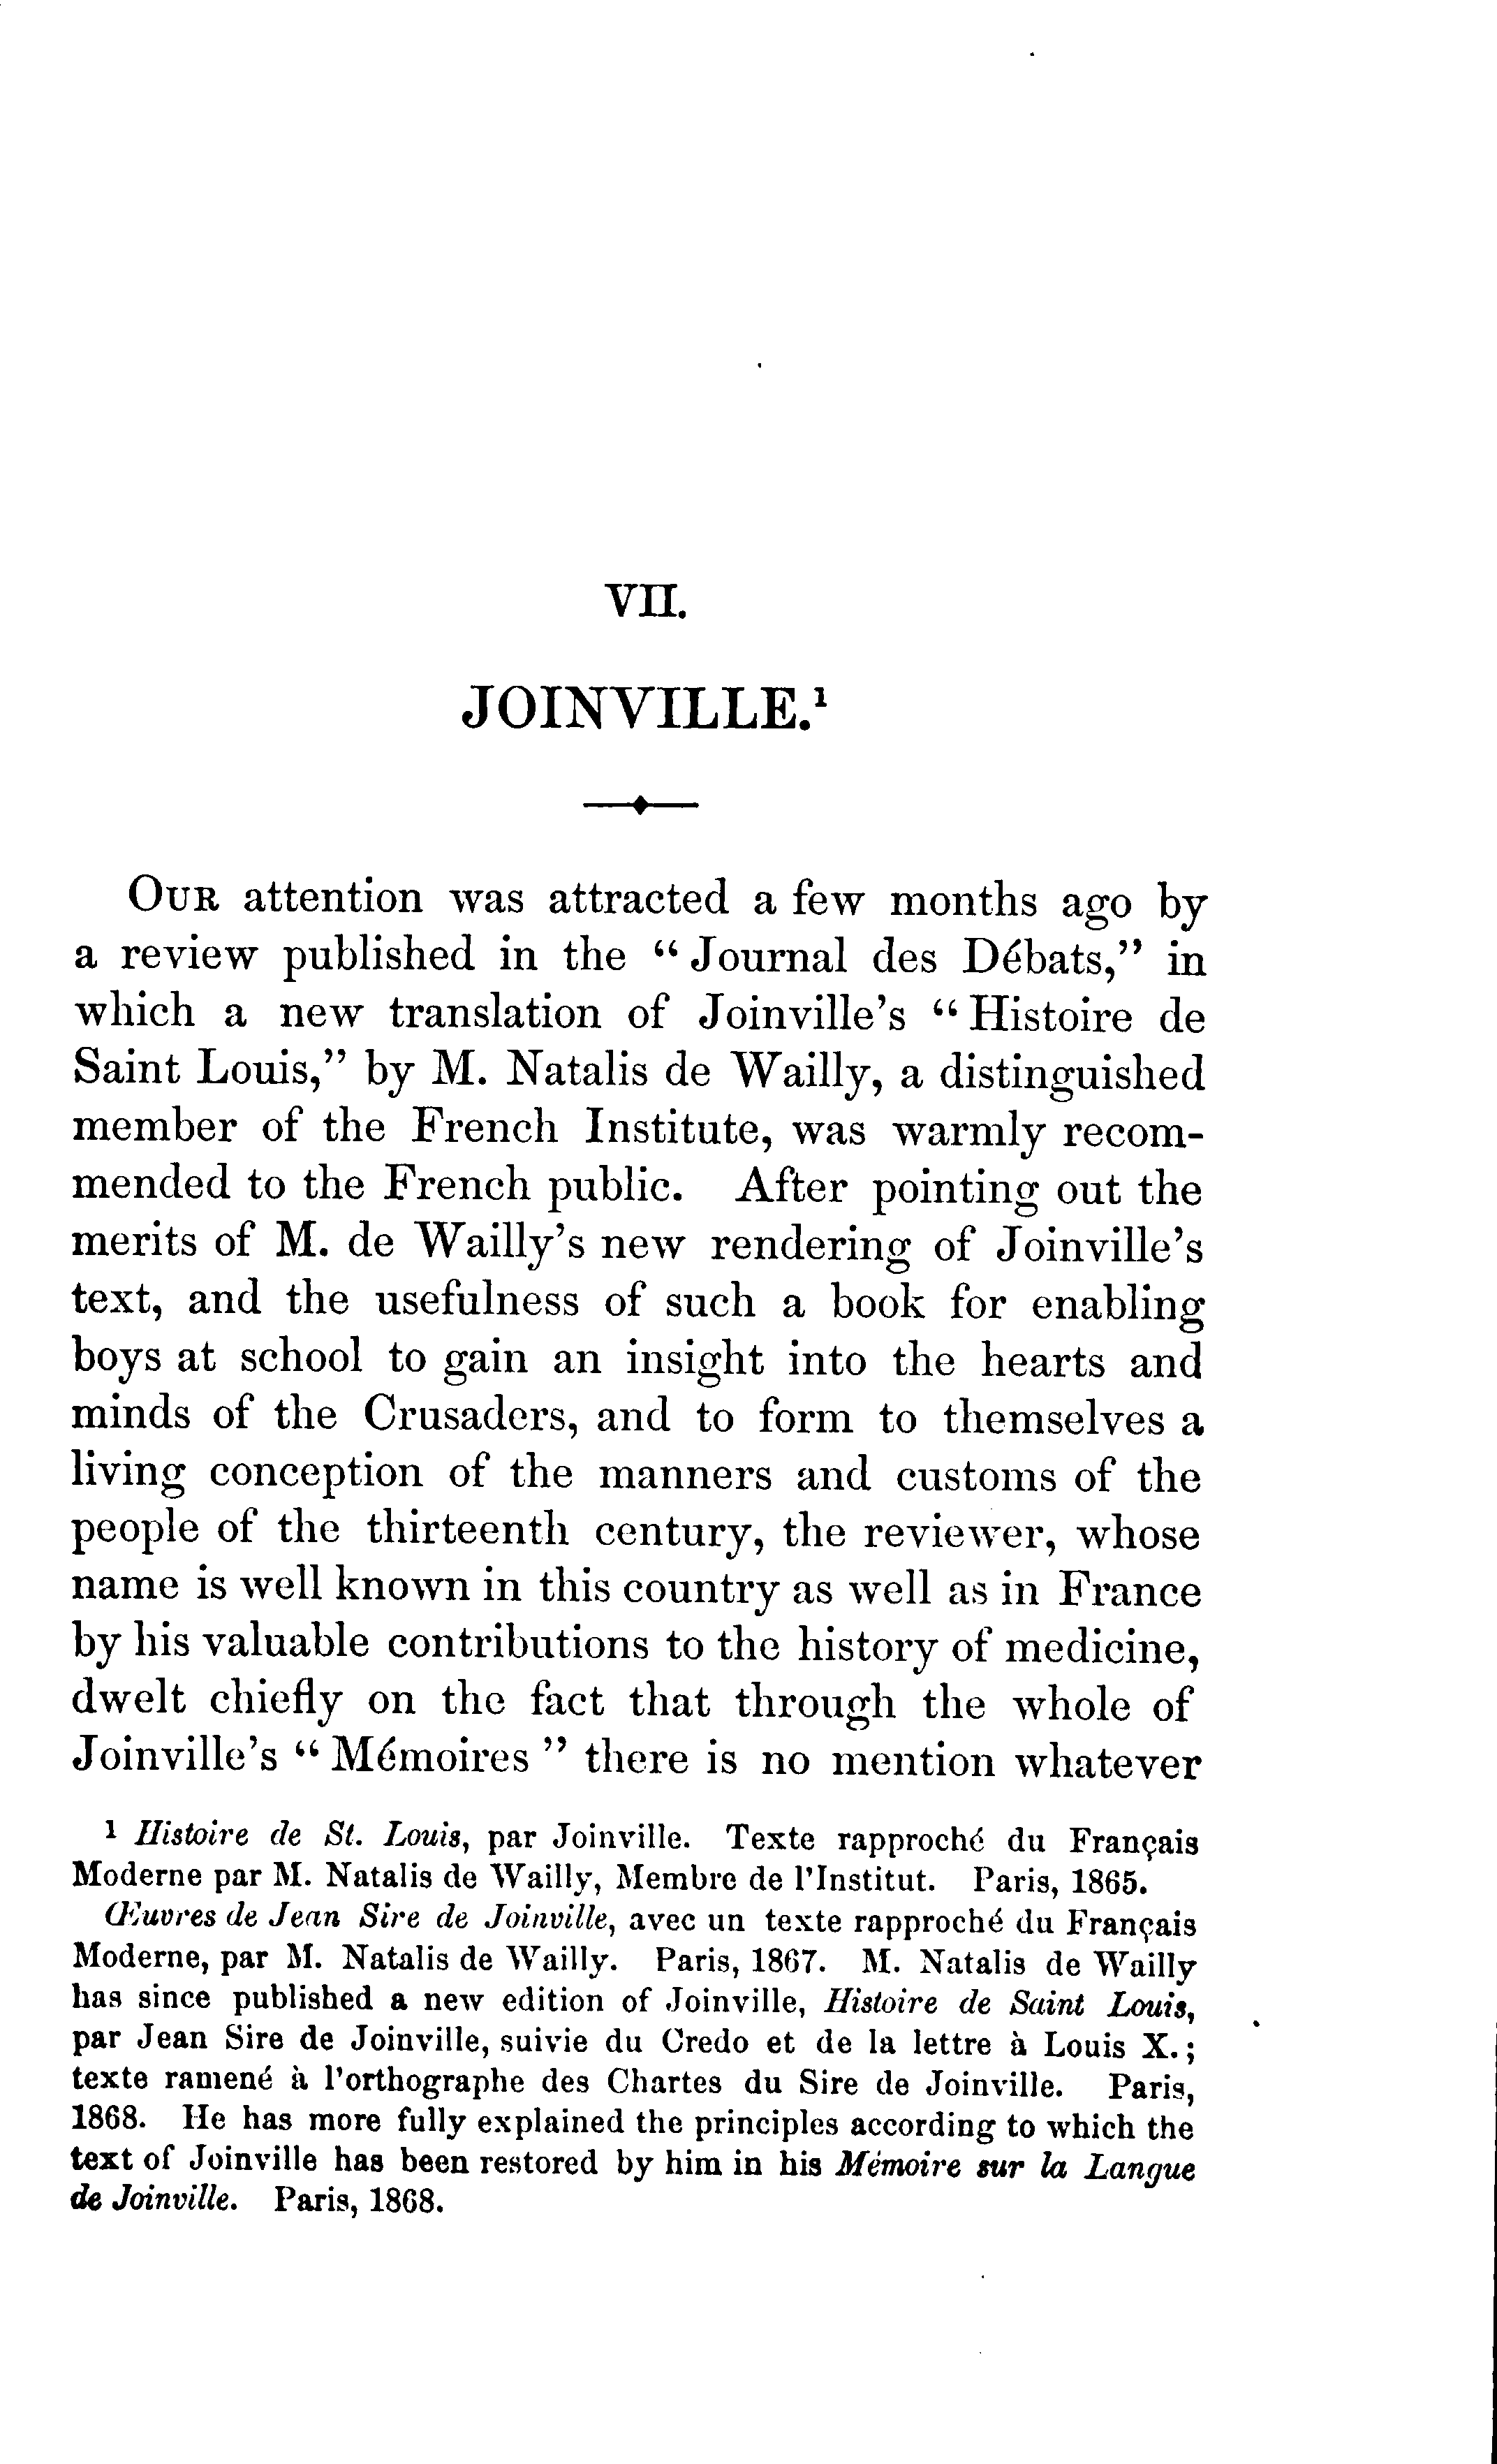 VII.
JOINVILLE.¹
OUR attention was attracted a few months ago by
a review published in the “Journal des Débats,” in
which a new translation of Joinville’s “Histoire de
Saint Louis,” by M. Natalis de Wailly, a distinguished
member of the French Institute, was warmly recom-
mended to the French public. After pointing out the
merits of M. de Wailly’s new rendering of Joinville’s
text, and the usefulness of such a book for enabling
boys at school to gain an insight into the hearts and
minds of the Crusaders, and to form to themselves a
living conception of the manners and customs of the
people of the thirteenth century, the reviewer, whose
name is well known in this country as well as in France
by his valuable contributions to the history of medicine,
dwelt chiefly on the fact that through the whole of
Joinville’s “Mémoires” there is no mention whatever
¹ Histoire de St. Louis, par Joinville. Texte rapproché du Français
Moderne par M. Natalis de Wailly, Membre de l’Institut. Paris, 1865.
Œuvres de Jean Sire de Joinville, avec un texte rapproché du Français
Moderne, par M. Natalis de Wailly. Paris, 1867. M. Natalis de Wailly
has since published a new edition of Joinville, Histoire de Saint Louis,
par Jean Sire de Joinville, suivie du Credo et de la lettre à Louis X.;
texte ramené à l’orthographe des Chartes du Sire de Joinville. Paris,
1868. He has more fully explained the principles according to which the
text of Joinville has been restored by him in his Mémoire sur la Langue
de Joinville. Paris, 1868.